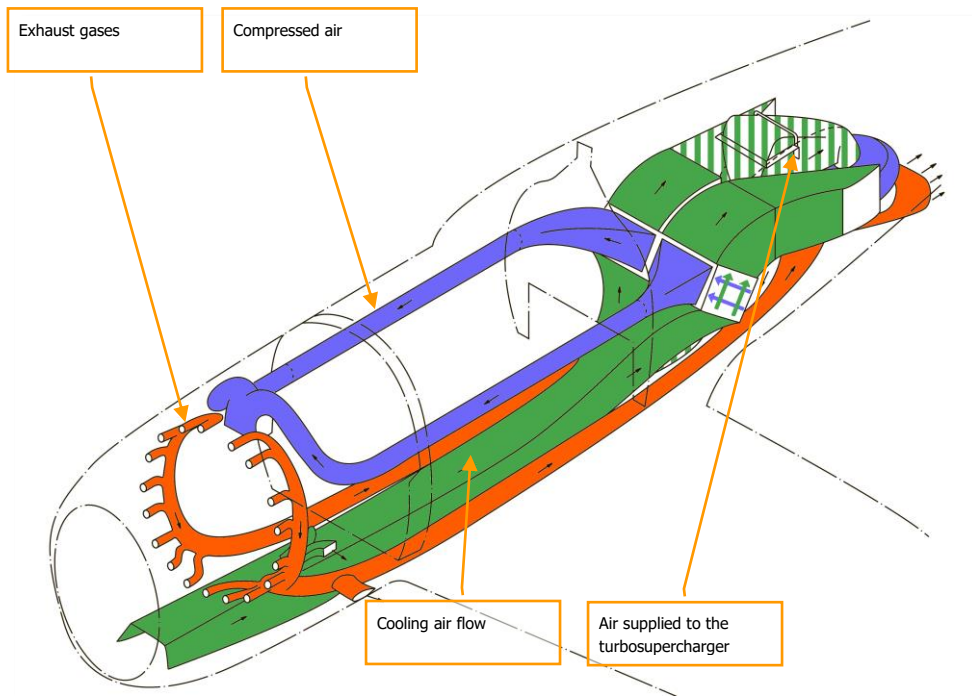 Exhaust gases
Compressed air
Cooling air flow
Air supplied to the
turbosupercharger